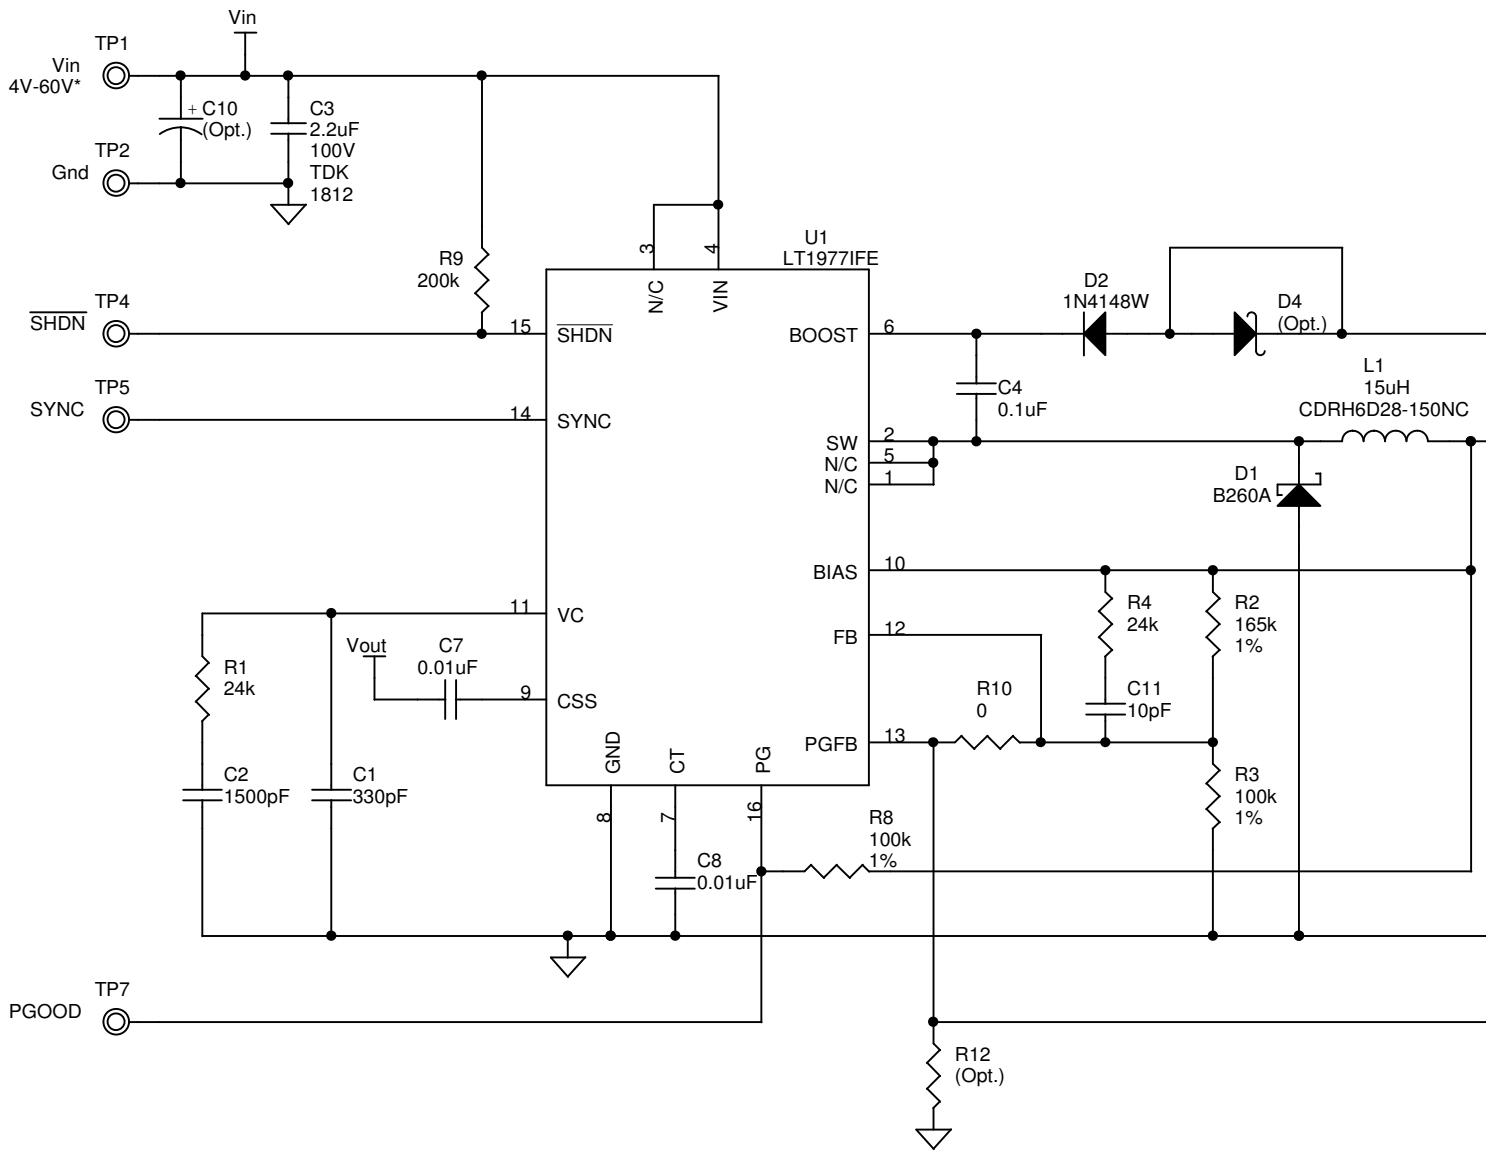 Vin
TP1
Vin
4V-60V*
+ C10
(Opt.)
C3
2.2uF
100V
TDK
1812
TP2
Gnd
R9
200k
3
4
U1
LT1977IFE
N/C
VIN
TP4
SHDN
15
SHDN
BOOST
6
D2
1N4148W
D4
(Opt.)
TP5
SYNC
14
SYNC
C4
0.1uF
L1
15uH
CDRH6D28-150NC
SW
2
N/C
5
N/C
1
D1
B260A
BIAS
10
11
VC
FB
12
R4
24k
R2
165k
1%
Vout
C7
0.01uF
R1
24k
9
CSS
R10
0
C11
10pF
GND
CT
PG
PGFB
13
C2
1500pF
C1
330pF
R3
100k
1%
8
7
16
R8
100k
1%
C8
0.01uF
TP7
PGOOD
R12
(Opt.)